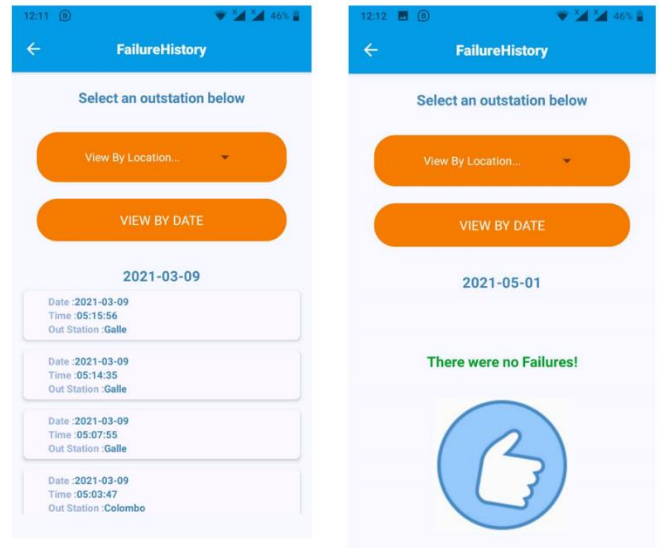 12:11 46%
FailureHistory
Select an outstation below
View By Location...
VIEW BY DATE
2021-03-09
Date :2021-03-09
Time :05:15:56
Out Station :Galle
Date :2021-03-09
Time :05:14:35
Out Station :Galle
Date :2021-03-09
Time :05:07:55
Out Station :Galle
Date :2021-03-09
Time :05:03:47
Out Station :Colombo
12:12 46%
FailureHistory
Select an outstation below
View By Location...
VIEW BY DATE
2021-05-01
There were no Failures!